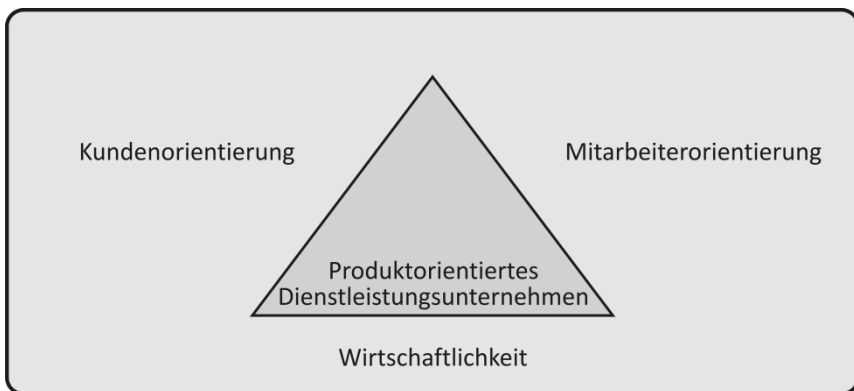 Kundenorientierung
Mitarbeiterorientierung
Produktorientiertes
Dienstleistungsunternehmen
Wirtschaftlichkeit